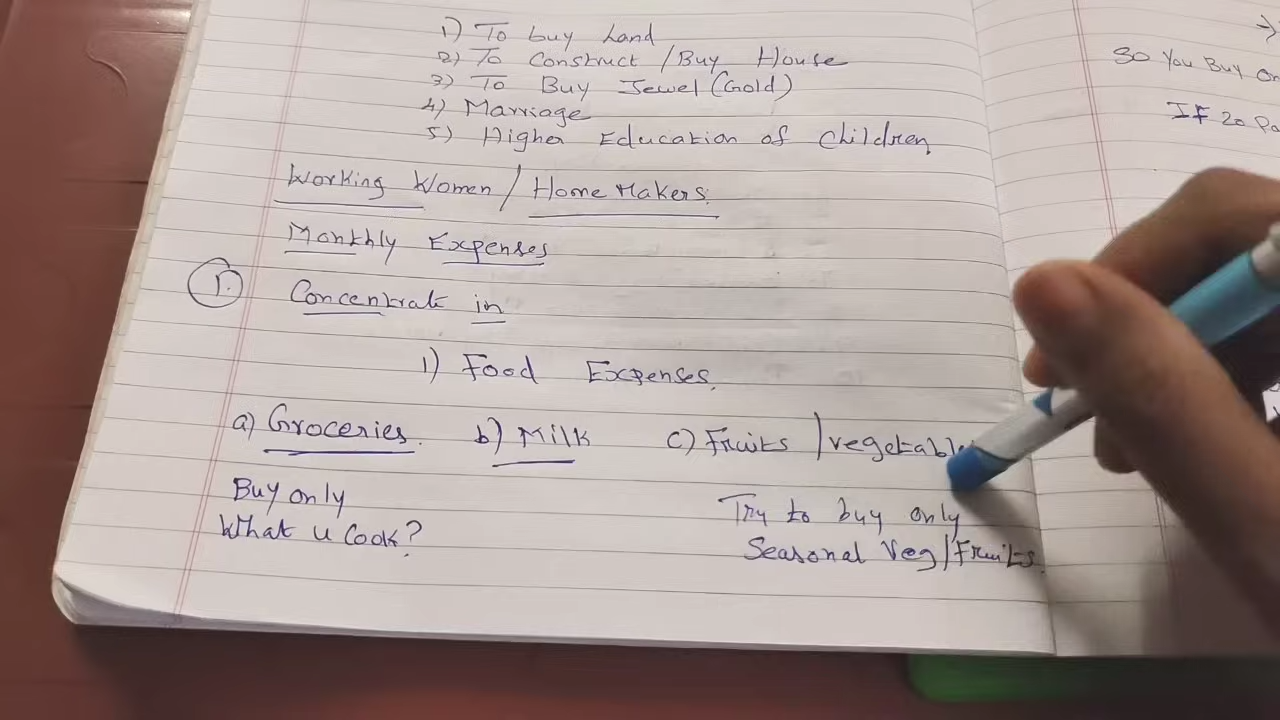 1) To buy Land
2) To Construct / Buy House
3) To Buy Jewel (Gold)
4) Marriage
5) Higher Education of Children
Working Women / Home Makers.
Monthly Expenses
1. Concentrate in
1) Food Expenses.
a) Groceries. b) Milk c) Fruits / vegetable
Buy only
What u Cook?
Try to buy only
Seasonal Veg/Fruits.
→
So You Buy
IF 20